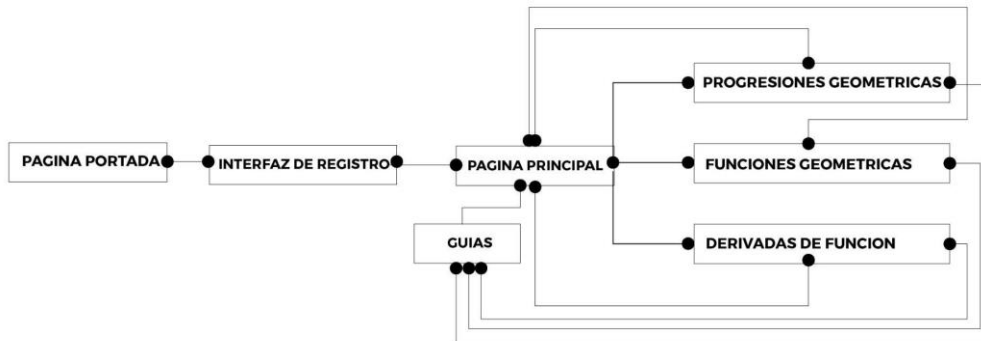 PROGRESIONES GEOMETRICAS
PAGINA PORTADA
INTERFAZ DE REGISTRO
PAGINA PRINCIPAL
FUNCIONES GEOMETRICAS
GUIAS
DERIVADAS DE FUNCION